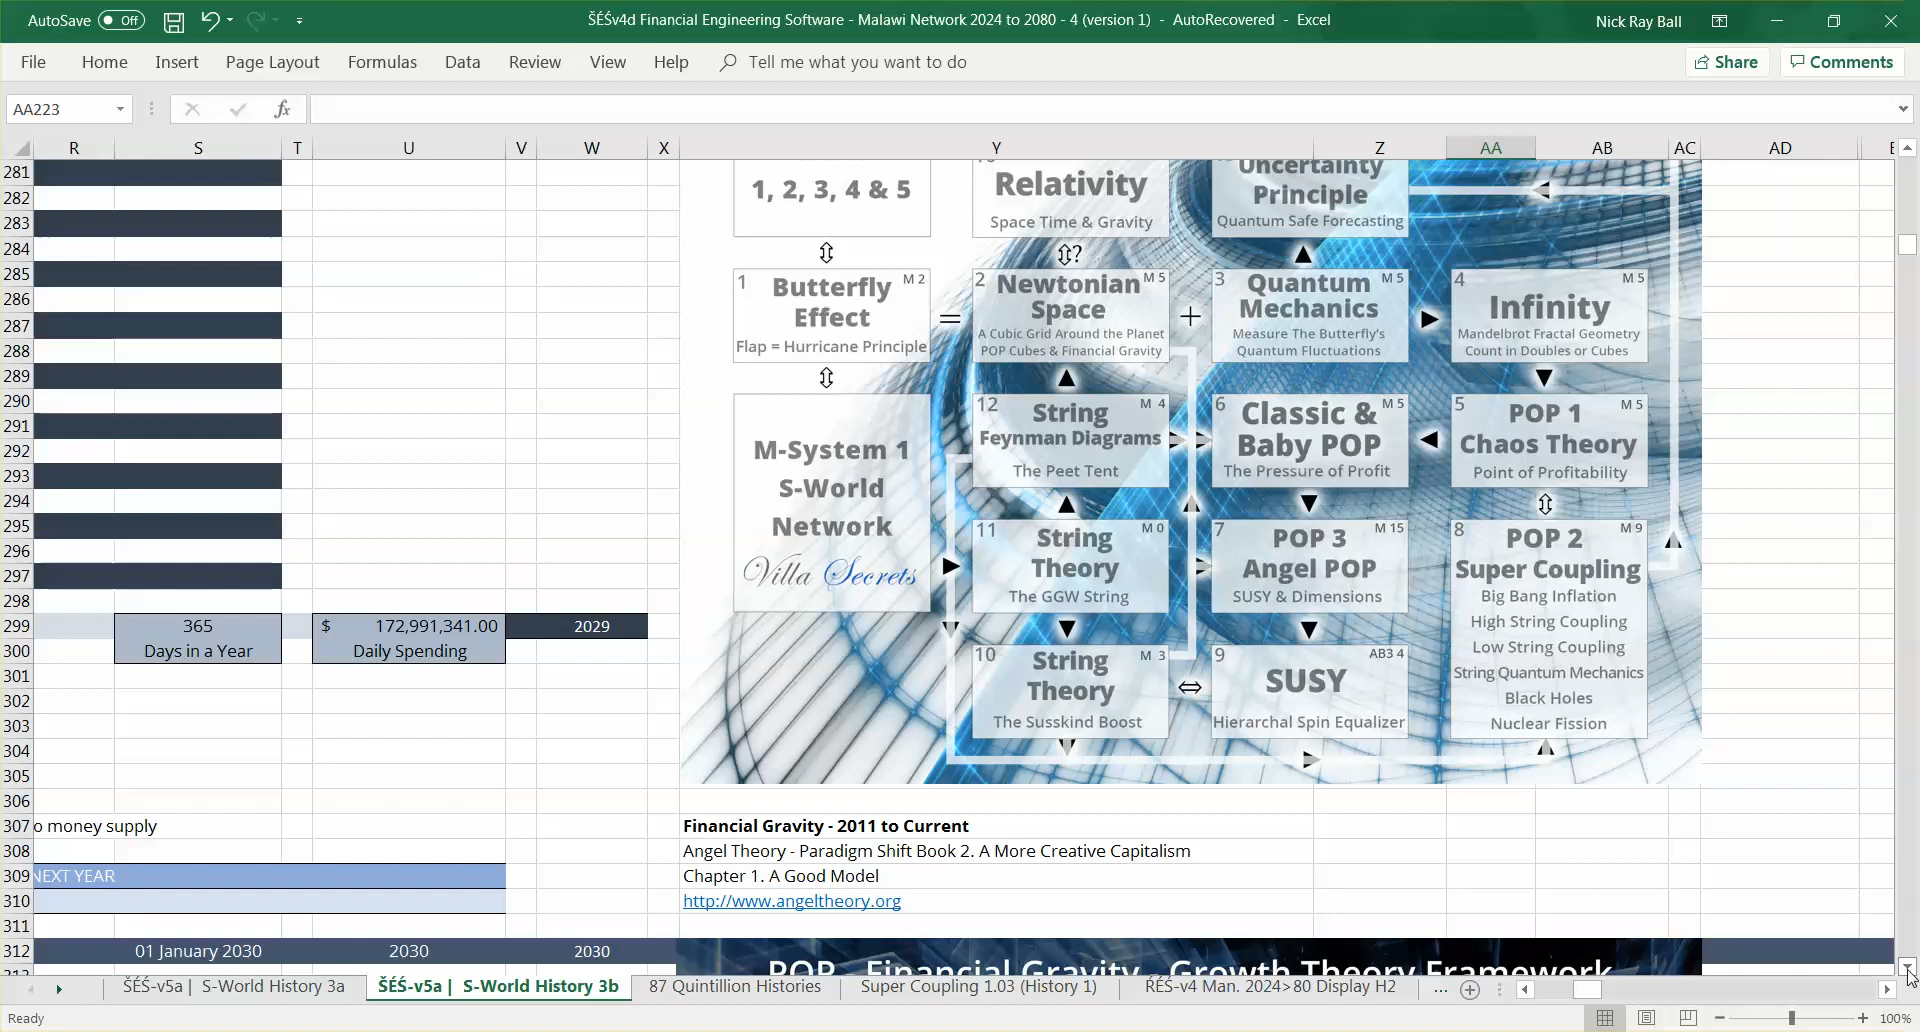 AutoSave Off
ŠÉŚv4d Financial Engineering Software - Malawi Network 2024 to 2080 - 4 (version 1) - AutoRecovered - Excel
Nick Ray Ball
File Home Insert Page Layout Formulas Data Review View Help Tell me what you want to do
Share Comments
AA223 fx
R S T U V W X Y Z AA AB AC AD
281
282
283
284
285
286
287
288
289
290
291
292
293
294
295
296
297
298
299
300
301
302
303
304
305
306
307
308
309
310
311
312
1, 2, 3, 4 & 5
Relativity
Space Time & Gravity
Uncertainty
Principle
Quantum Safe Forecasting
?
1 M 2
Butterfly
Effect
Flap = Hurricane Principle
=
2 M 5
Newtonian
Space
A Cubic Grid Around the Planet
POP Cubes & Financial Gravity
+
3 M 5
Quantum
Mechanics
Measure The Butterfly's
Quantum Fluctuations
4 M 5
Infinity
Mandelbrot Fractal Geometry
Count in Doubles or Cubes
M-System 1
S-World
Network
Villa Secrets
12 M 4
String
Feynman Diagrams
The Peet Tent
6 M 5
Classic &
Baby POP
The Pressure of Profit
5 M 5
POP 1
Chaos Theory
Point of Profitability
11 M 0
String
Theory
The GGW String
7 M 15
POP 3
Angel POP
SUSY & Dimensions
8 M 9
POP 2
Super Coupling
Big Bang Inflation
High String Coupling
Low String Coupling
String Quantum Mechanics
Black Holes
Nuclear Fission
10 M 3
String
Theory
The Susskind Boost
9 AB3 4
SUSY
Hierarchal Spin Equalizer
365
Days in a Year
$ 172,991,341.00
Daily Spending
2029
o money supply
NEXT YEAR
01 January 2030
2030
2030
Financial Gravity - 2011 to Current
Angel Theory - Paradigm Shift Book 2. A More Creative Capitalism
Chapter 1. A Good Model
http://www.angeltheory.org
POP - Financial Gravity - Growth Theory Framework
ŠÉŚ-v5a | S-World History 3a
ŠÉŚ-v5a | S-World History 3b
87 Quintillion Histories
Super Coupling 1.03 (History 1)
ŔÉŚ-v4 Man. 2024>80 Display H2
...
Ready
100%